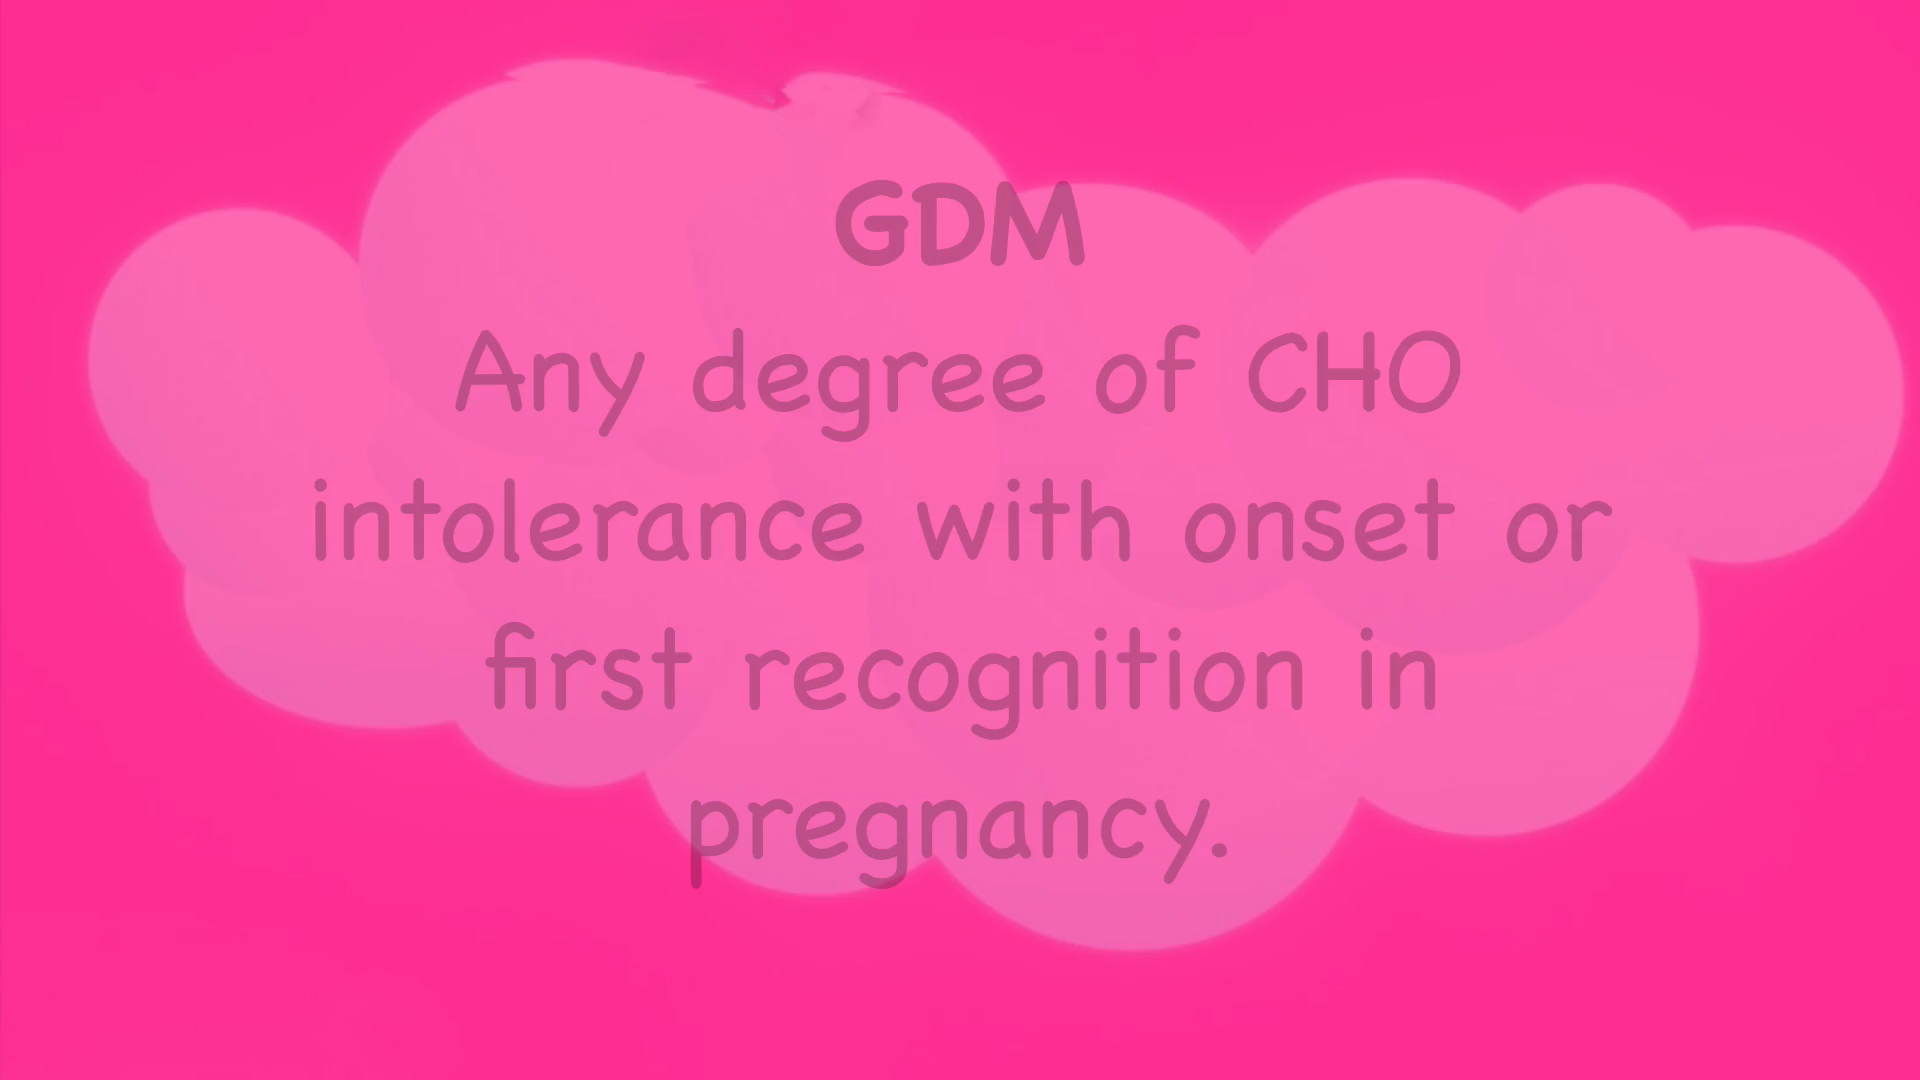 GDM
Any degree of CHO
intolerance with onset or
first recognition in
pregnancy.